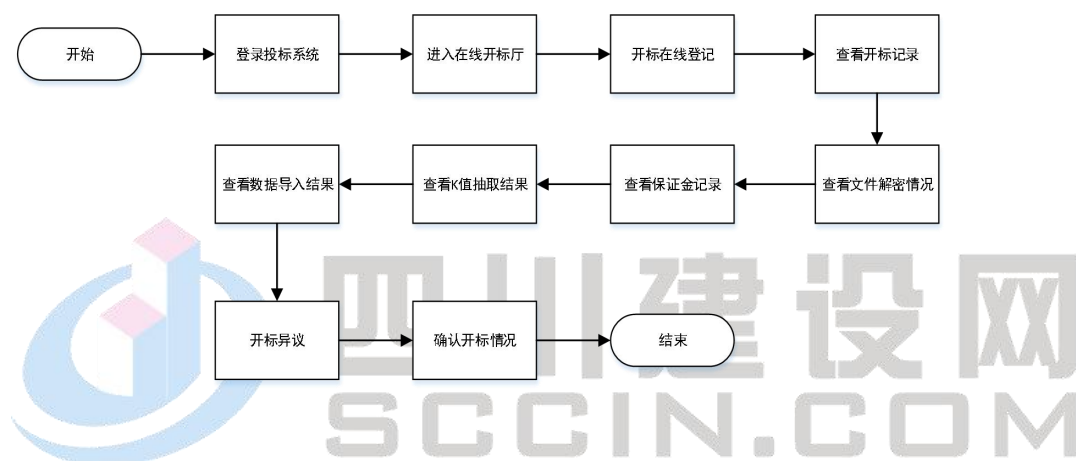 开始
登录投标系统
进入在线开标厅
开标在线登记
查看开标记录
查看文件解密情况
查看保证金记录
查看K值抽取结果
查看数据导入结果
开标异议
确认开标情况
结束
四川建设网
SCCIN.COM